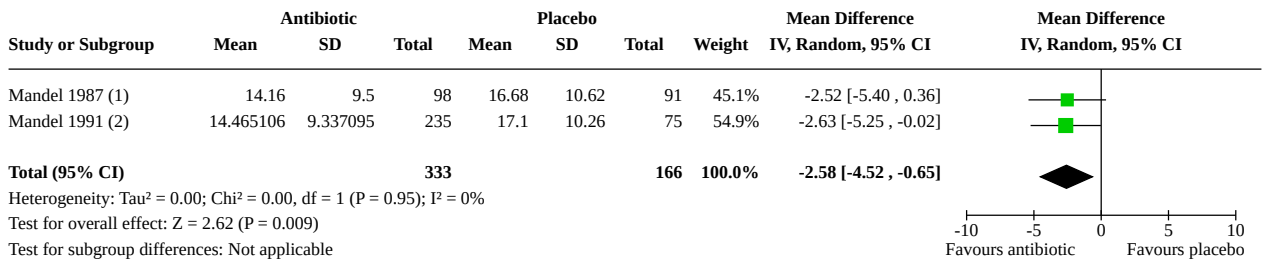 Antibiotic Placebo Mean Difference Mean Difference
Study or Subgroup Mean SD Total Mean SD Total Weight IV, Random, 95% CI IV, Random, 95% CI
Mandel 1987 (1) 14.16 9.5 98 16.68 10.62 91 45.1% -2.52 [-5.40 , 0.36]
Mandel 1991 (2) 14.465106 9.337095 235 17.1 10.26 75 54.9% -2.63 [-5.25 , -0.02]
Total (95% CI) 333 166 100.0% -2.58 [-4.52 , -0.65]
Heterogeneity: Tau² = 0.00; Chi² = 0.00, df = 1 (P = 0.95); I² = 0%
Test for overall effect: Z = 2.62 (P = 0.009)
-10 -5 0 5 10
Test for subgroup differences: Not applicable Favours antibiotic Favours placebo